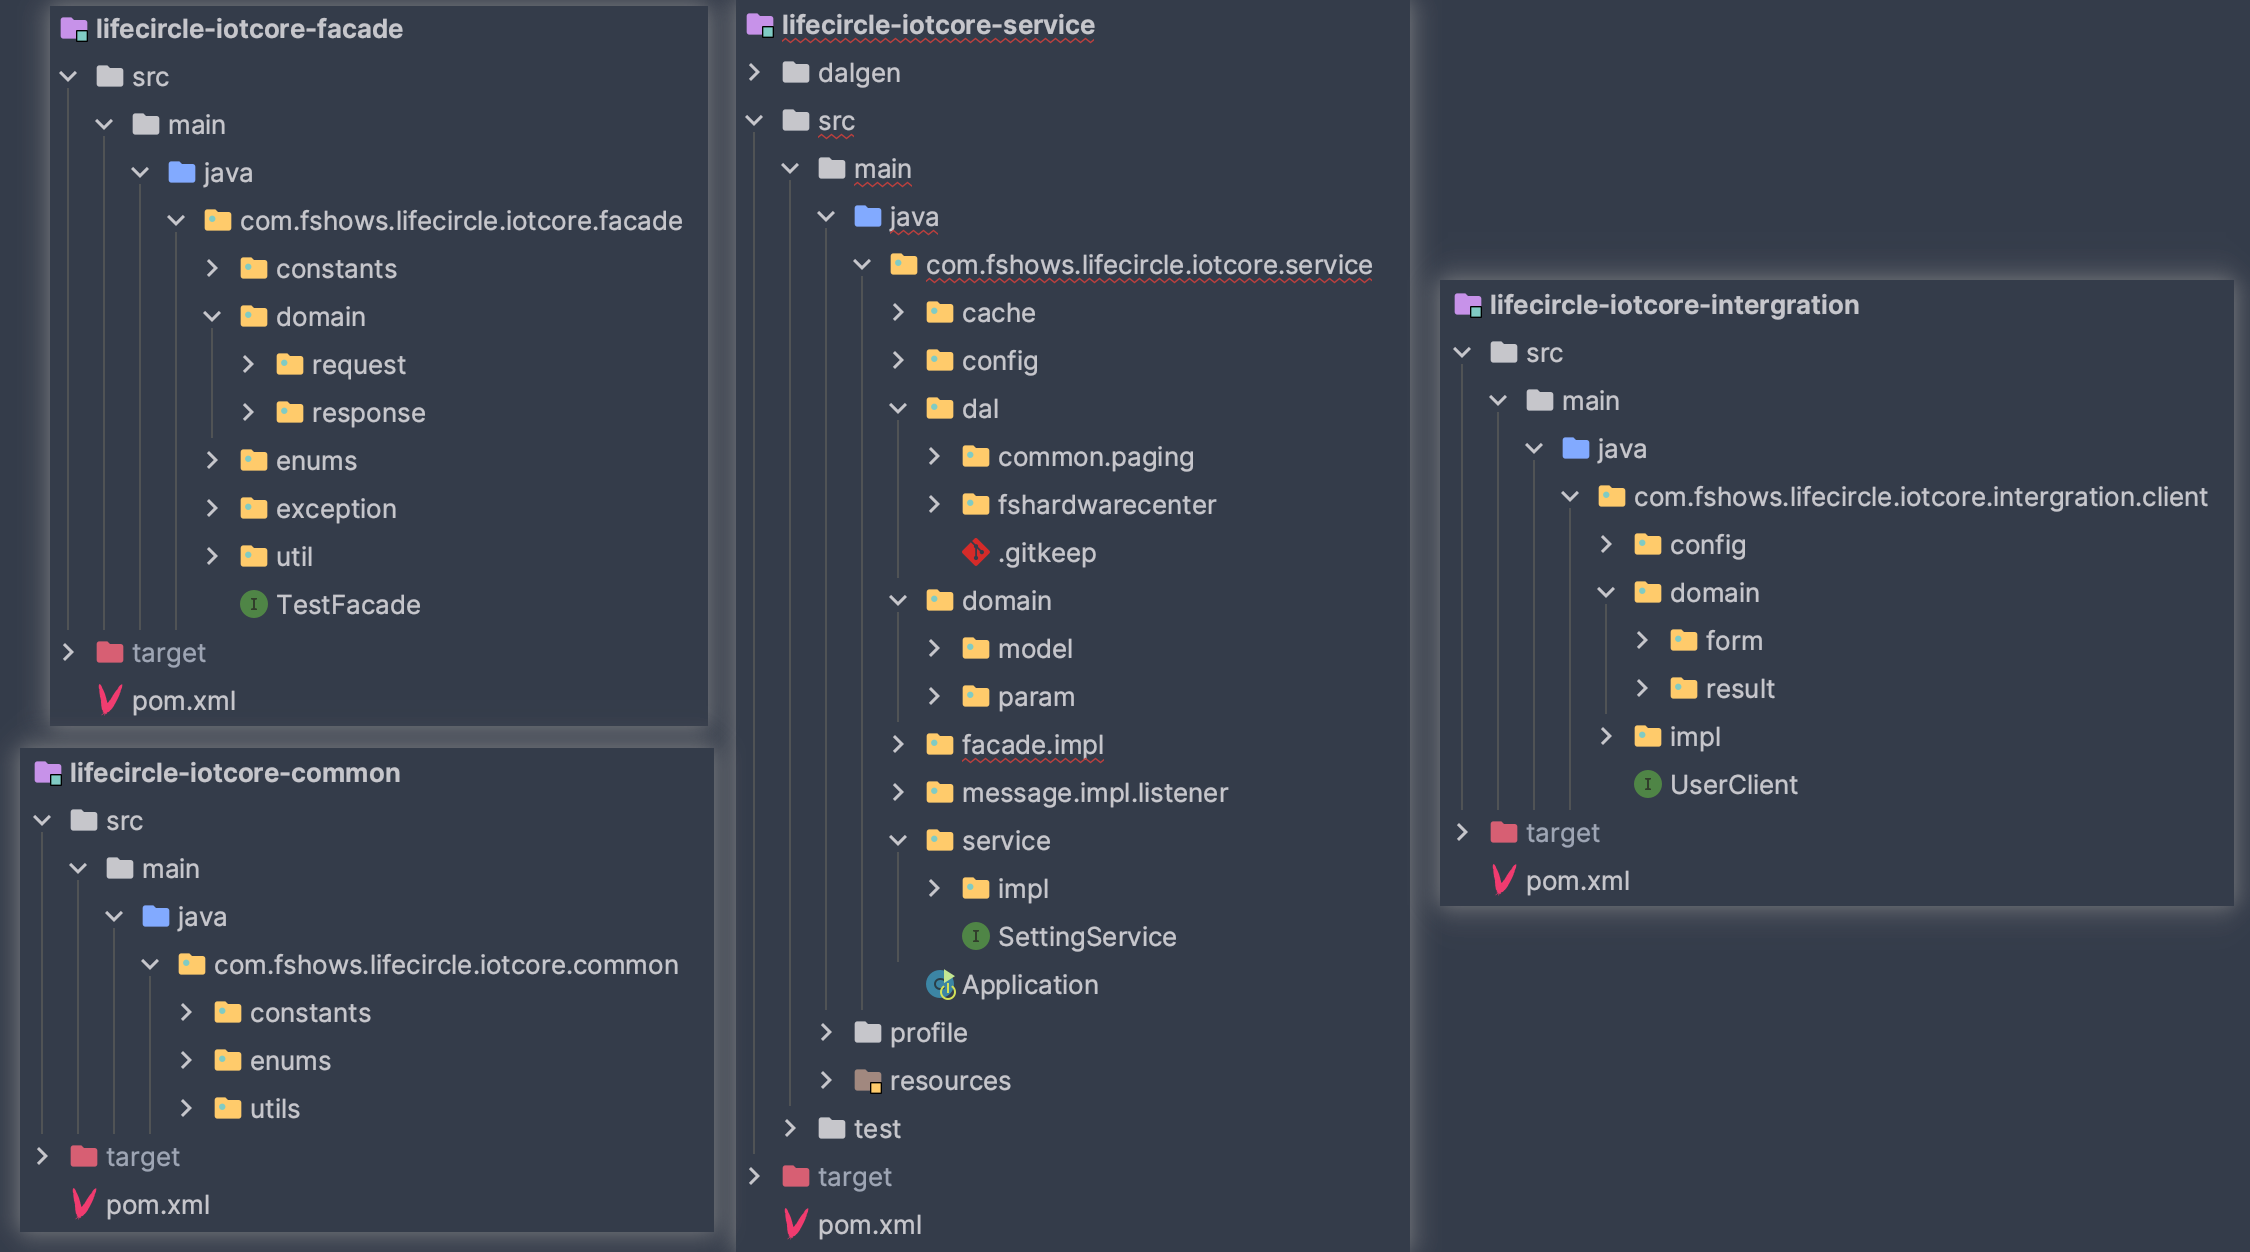 lifecircle-iotcore-facade
src
main
java
com.fshows.lifecircle.iotcore.facade
constants
domain
request
response
enums
exception
util
TestFacade
target
pom.xml
lifecircle-iotcore-common
src
main
java
com.fshows.lifecircle.iotcore.common
constants
enums
utils
target
pom.xml
lifecircle-iotcore-service
dalgen
src
main
java
com.fshows.lifecircle.iotcore.service
cache
config
dal
common.paging
fshardwarecenter
.gitkeep
domain
model
param
facade.impl
message.impl.listener
service
impl
SettingService
Application
profile
resources
test
target
pom.xml
lifecircle-iotcore-intergration
src
main
java
com.fshows.lifecircle.iotcore.intergration.client
config
domain
form
result
impl
UserClient
target
pom.xml